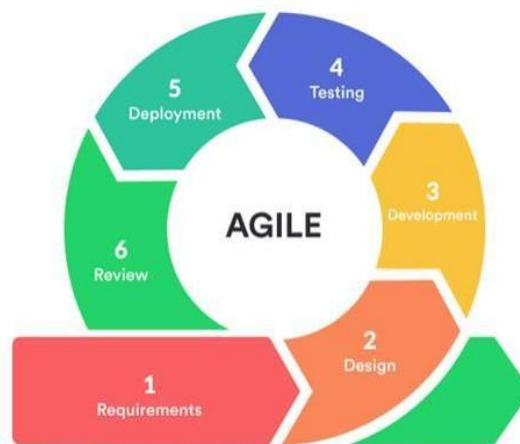 5
Deployment
4
Testing
3
Development
AGILE
6
Review
2
Design
1
Requirements